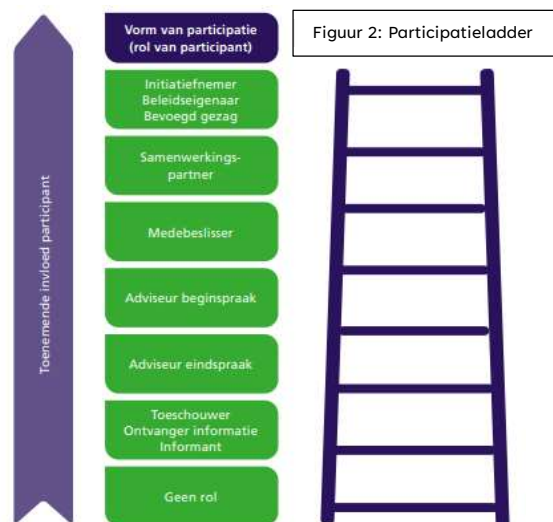 Vorm van participatie
(rol van participant)
Figuur 2: Participatieladder
Toenemende invloed participant
Initiatiefnemer
Beleidseigenaar
Bevoegd gezag
Samenwerkings-
partner
Medebeslisser
Adviseur beginspraak
Adviseur eindspraak
Toeschouwer
Ontvanger informatie
Informant
Geen rol